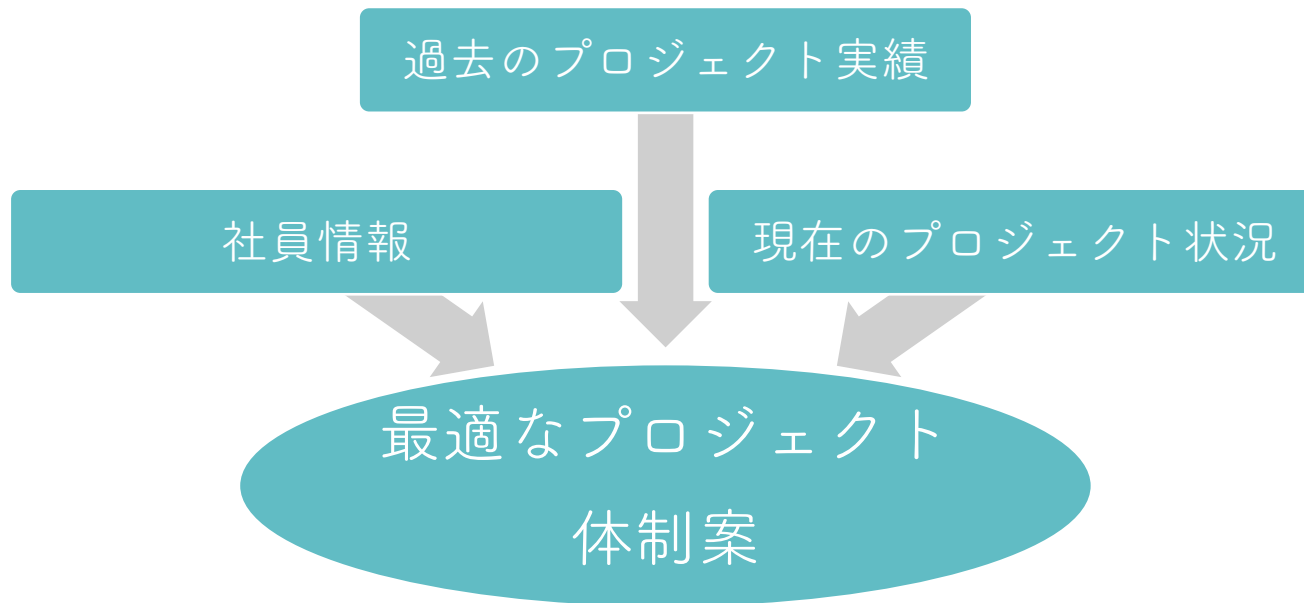 過去のプロジェクト実績
社員情報
現在のプロジェクト状況
最適なプロジェクト
体制案